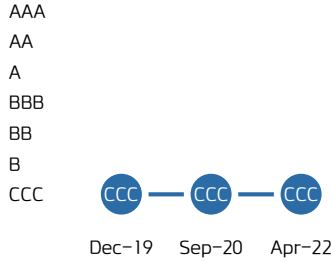 AAA
AA
A
BBB
BB
B
CCC CCC CCC CCC
Dec-19 Sep-20 Apr-22